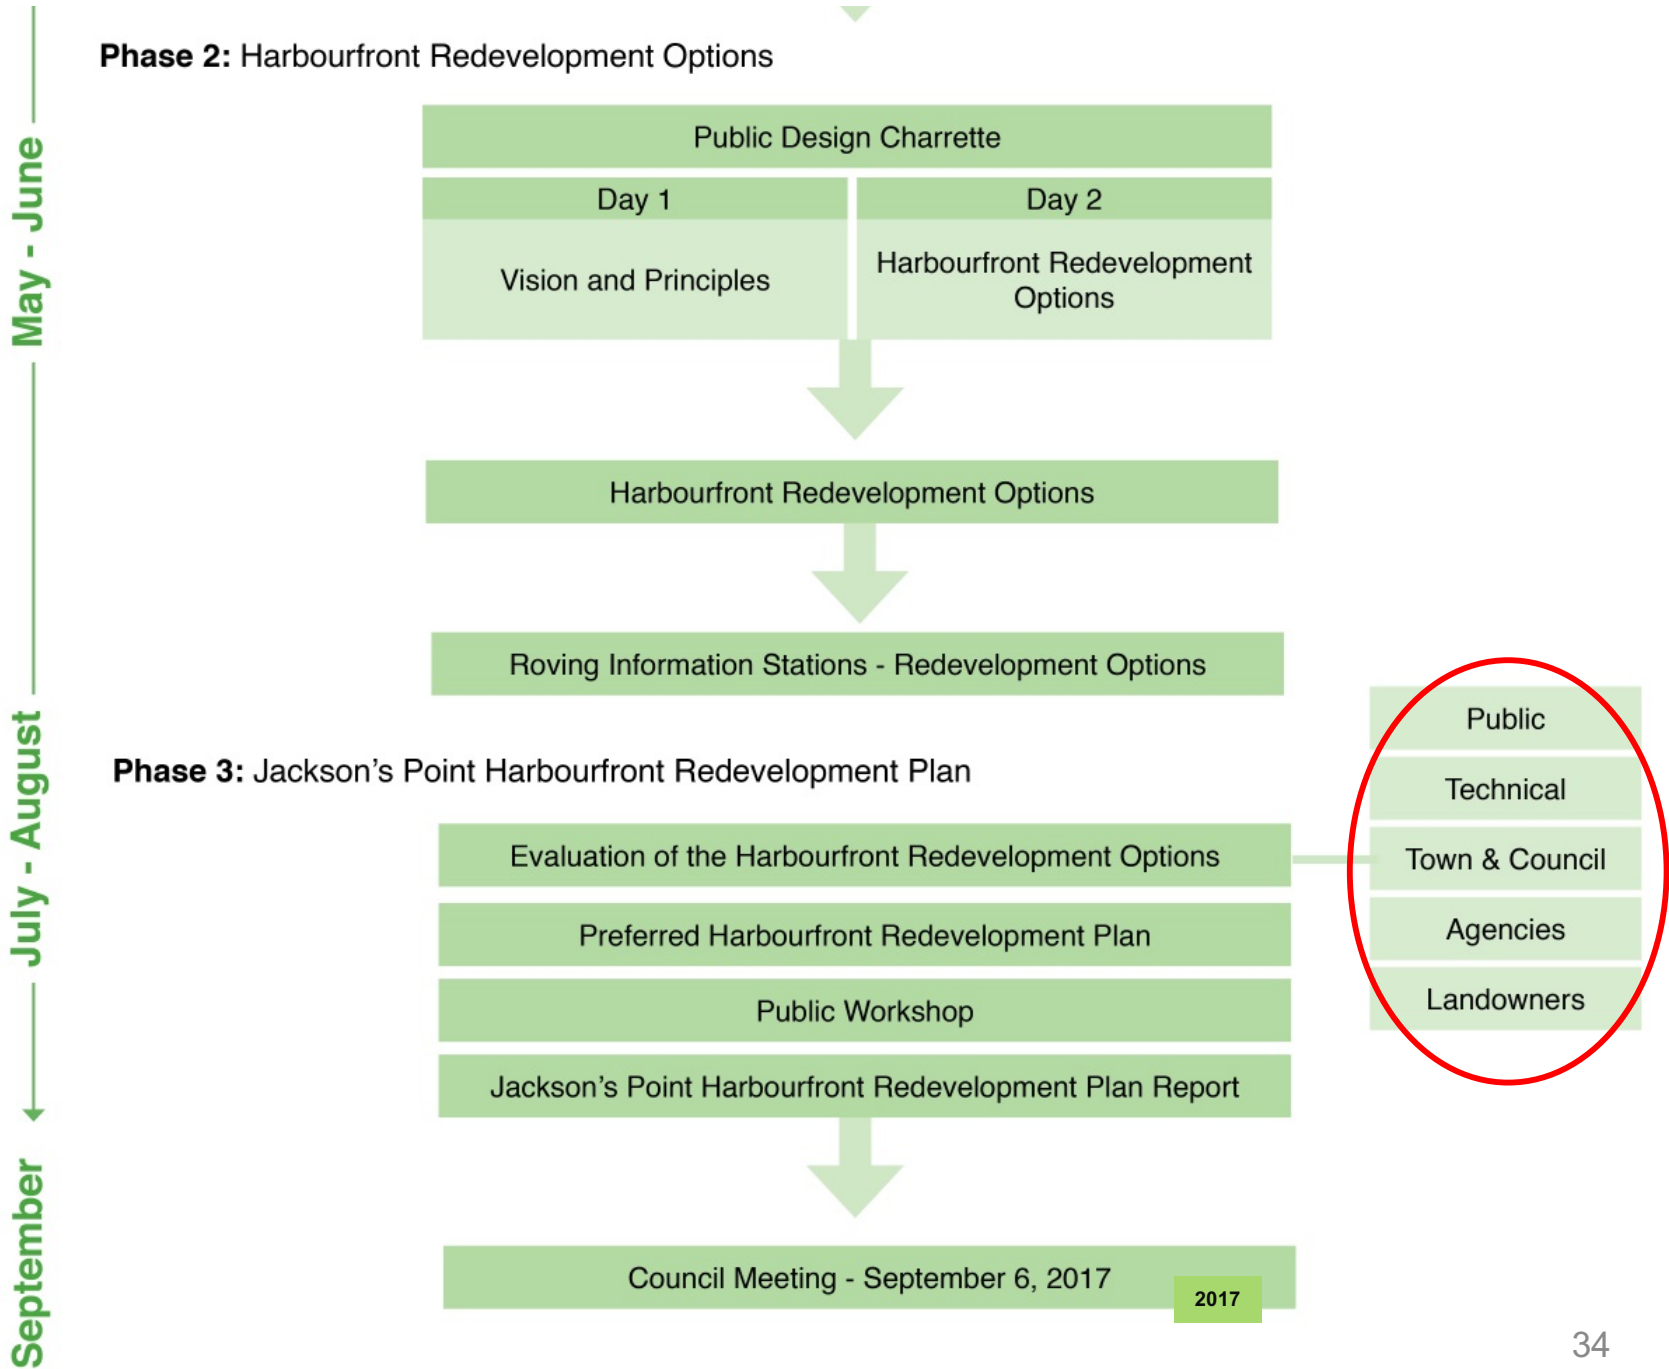 Phase 2: Harbourfront Redevelopment Options
May - June
Public Design Charrette
Day 1
Day 2
Vision and Principles
Harbourfront Redevelopment
Options
Harbourfront Redevelopment Options
Roving Information Stations - Redevelopment Options
July - August
Phase 3: Jackson’s Point Harbourfront Redevelopment Plan
Evaluation of the Harbourfront Redevelopment Options
Public
Technical
Town & Council
Agencies
Landowners
Preferred Harbourfront Redevelopment Plan
Public Workshop
Jackson’s Point Harbourfront Redevelopment Plan Report
September
Council Meeting - September 6, 2017
2017
34